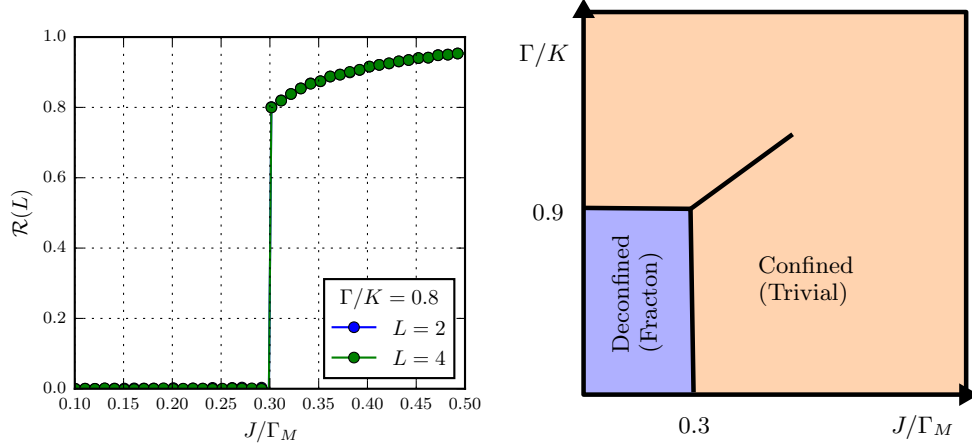 1.0
0.8
0.6
0.4
0.2
0.0
ℛ(L)
0.10 0.15 0.20 0.25 0.30 0.35 0.40 0.45 0.50
J/Γ_M
Γ/K = 0.8
L = 2
L = 4
Γ/K
0.9
Deconfined
(Fracton)
Confined
(Trivial)
0.3
J/Γ_M